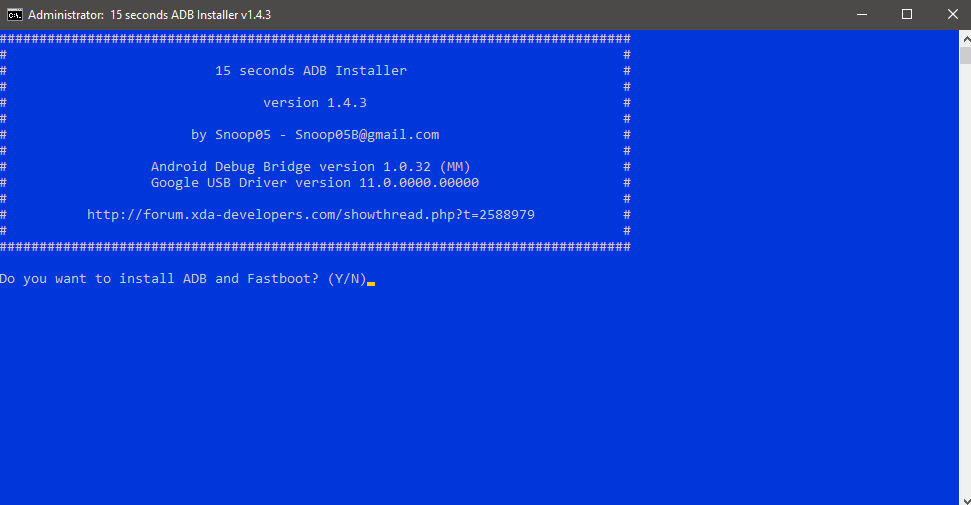 Administrator:  15 seconds ADB Installer v1.4.3
###############################################################################
#                                                                             #
#                          15 seconds ADB Installer                           #
#                                                                             #
#                                version 1.4.3                                #
#                                                                             #
#                       by Snoop05 - Snoop05B@gmail.com                       #
#                                                                             #
#                  Android Debug Bridge version 1.0.32 (MM)                   #
#                  Google USB Driver version 11.0.0000.00000                  #
#                                                                             #
#          http://forum.xda-developers.com/showthread.php?t=2588979           #
#                                                                             #
###############################################################################
Do you want to install ADB and Fastboot? (Y/N)